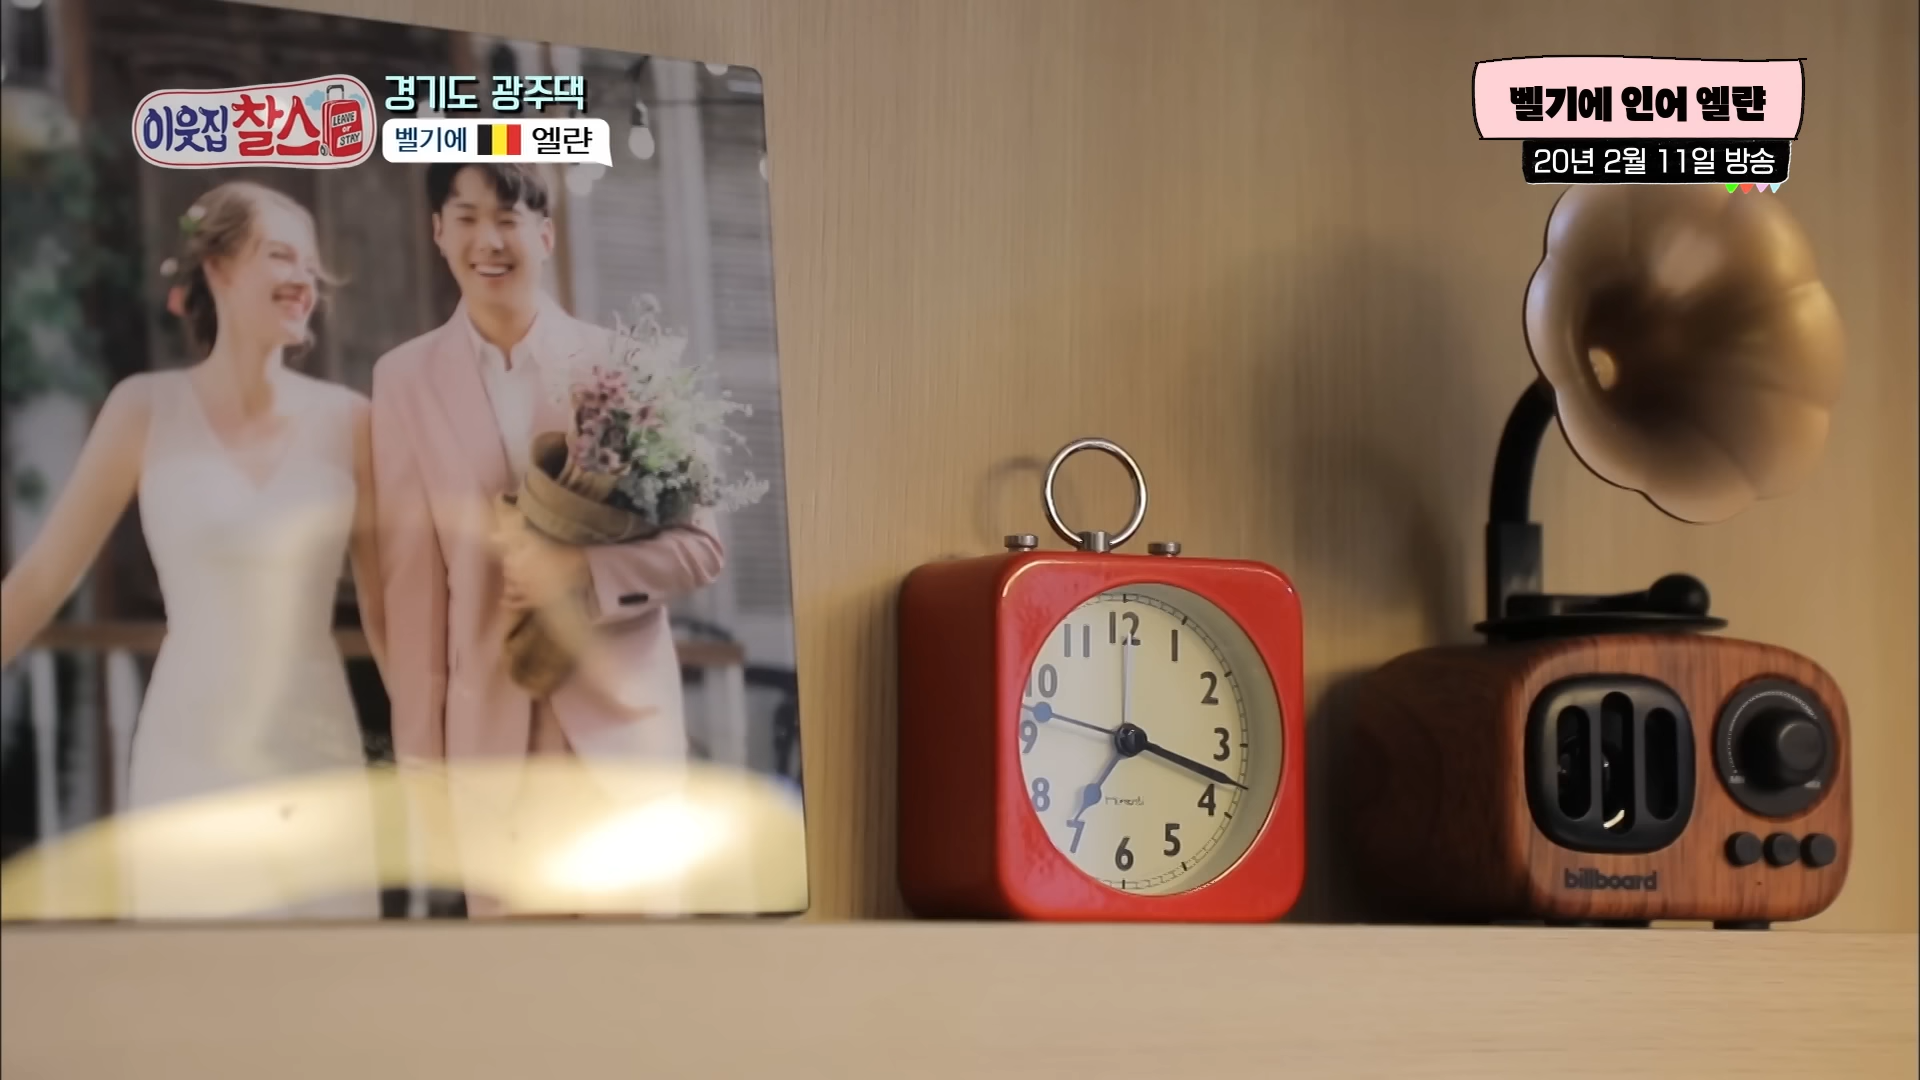 이웃집 찰스
LEAVE
or
STAY
경기도 광주댁
벨기에 엘랸
벨기에 인어 엘랸
20년 2월 11일 방송
12
11 1
10 2
9 3
8 4
7 5
6
billboard